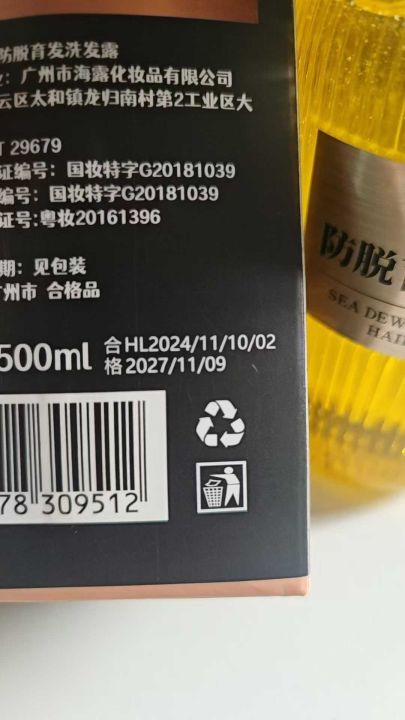 防脱育发洗发露
：广州市海露化妆品有限公司
云区太和镇龙归南村第2工业区大
T 29679
证编号：国妆特字G20181039
编号：国妆特字G20181039
证号:粤妆20161396
期：见包装
广州市 合格品
500ml
合 HL2024/11/10/02
格 2027/11/09
78 309512
防脱
SEA DEW
HAI